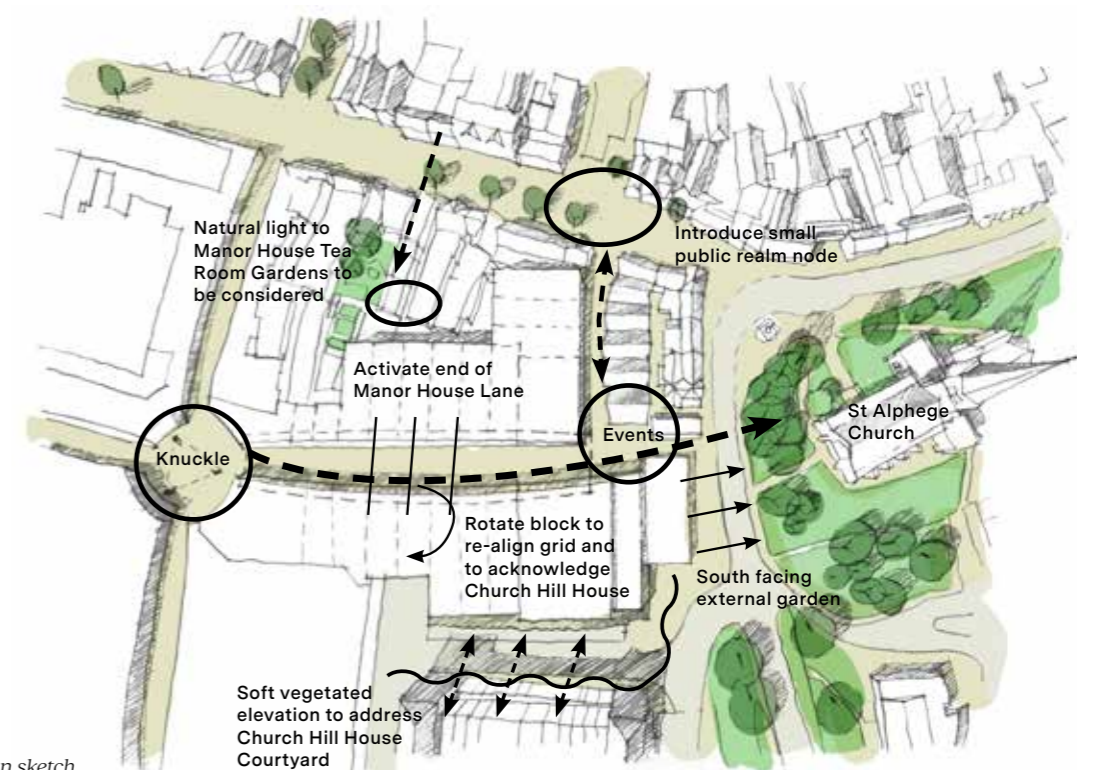 Natural light to
Manor House Tea
Room Gardens to
be considered
Introduce small
public realm node
Activate end of
Manor House Lane
St Alphege
Church
Events
Knuckle
Rotate block to
re-align grid and
to acknowledge
Church Hill House
South facing
external garden
Soft vegetated
elevation to address
Church Hill House
Courtyard
sketch